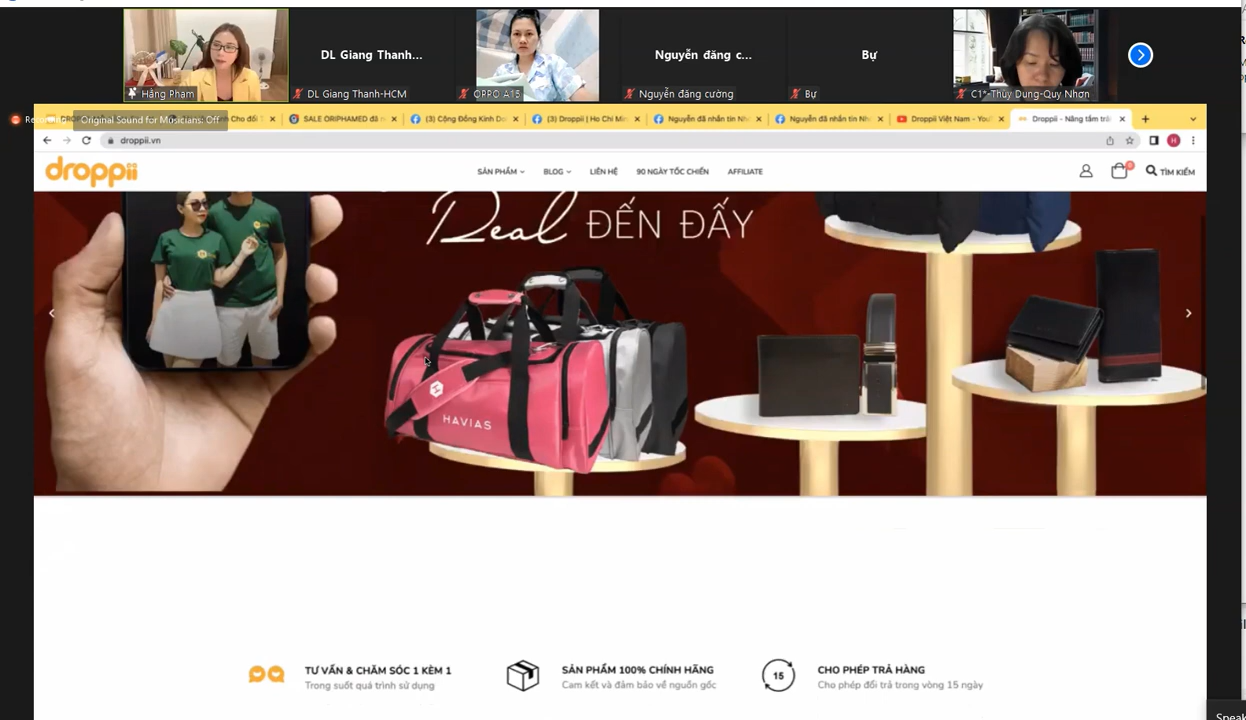 DL Giang Thanh...
Nguyễn đăng c...
Bự
Hằng Phạm
DL Giang Thanh-HCM
OPPO A15
Nguyễn đăng cường
Bự
C1*-Thùy Dung-Quy Nhơn
Original Sound for Musicians: Off
Cho đối
SALE ORIPHAMED đã
(3) Cộng Đồng Kinh Do
(3) Droppii | Ho Chi Min
Nguyễn đã nhắn tin Nh
Nguyễn đã nhắn tin Nh
Droppii Việt Nam - You
Droppii - Nâng tầm trả
droppii.vn
H
droppii
SẢN PHẨM
BLOG
LIÊN HỆ
90 NGÀY TỐC CHIẾN
AFFILIATE
0
TÌM KIẾM
Deal ĐẾN ĐẤY
HAVIAS
TƯ VẤN & CHĂM SÓC 1 KÈM 1
Trong suốt quá trình sử dụng
SẢN PHẨM 100% CHÍNH HÃNG
Cam kết và đảm bảo về nguồn gốc
15
CHO PHÉP TRẢ HÀNG
Cho phép đổi trả trong vòng 15 ngày
Speak